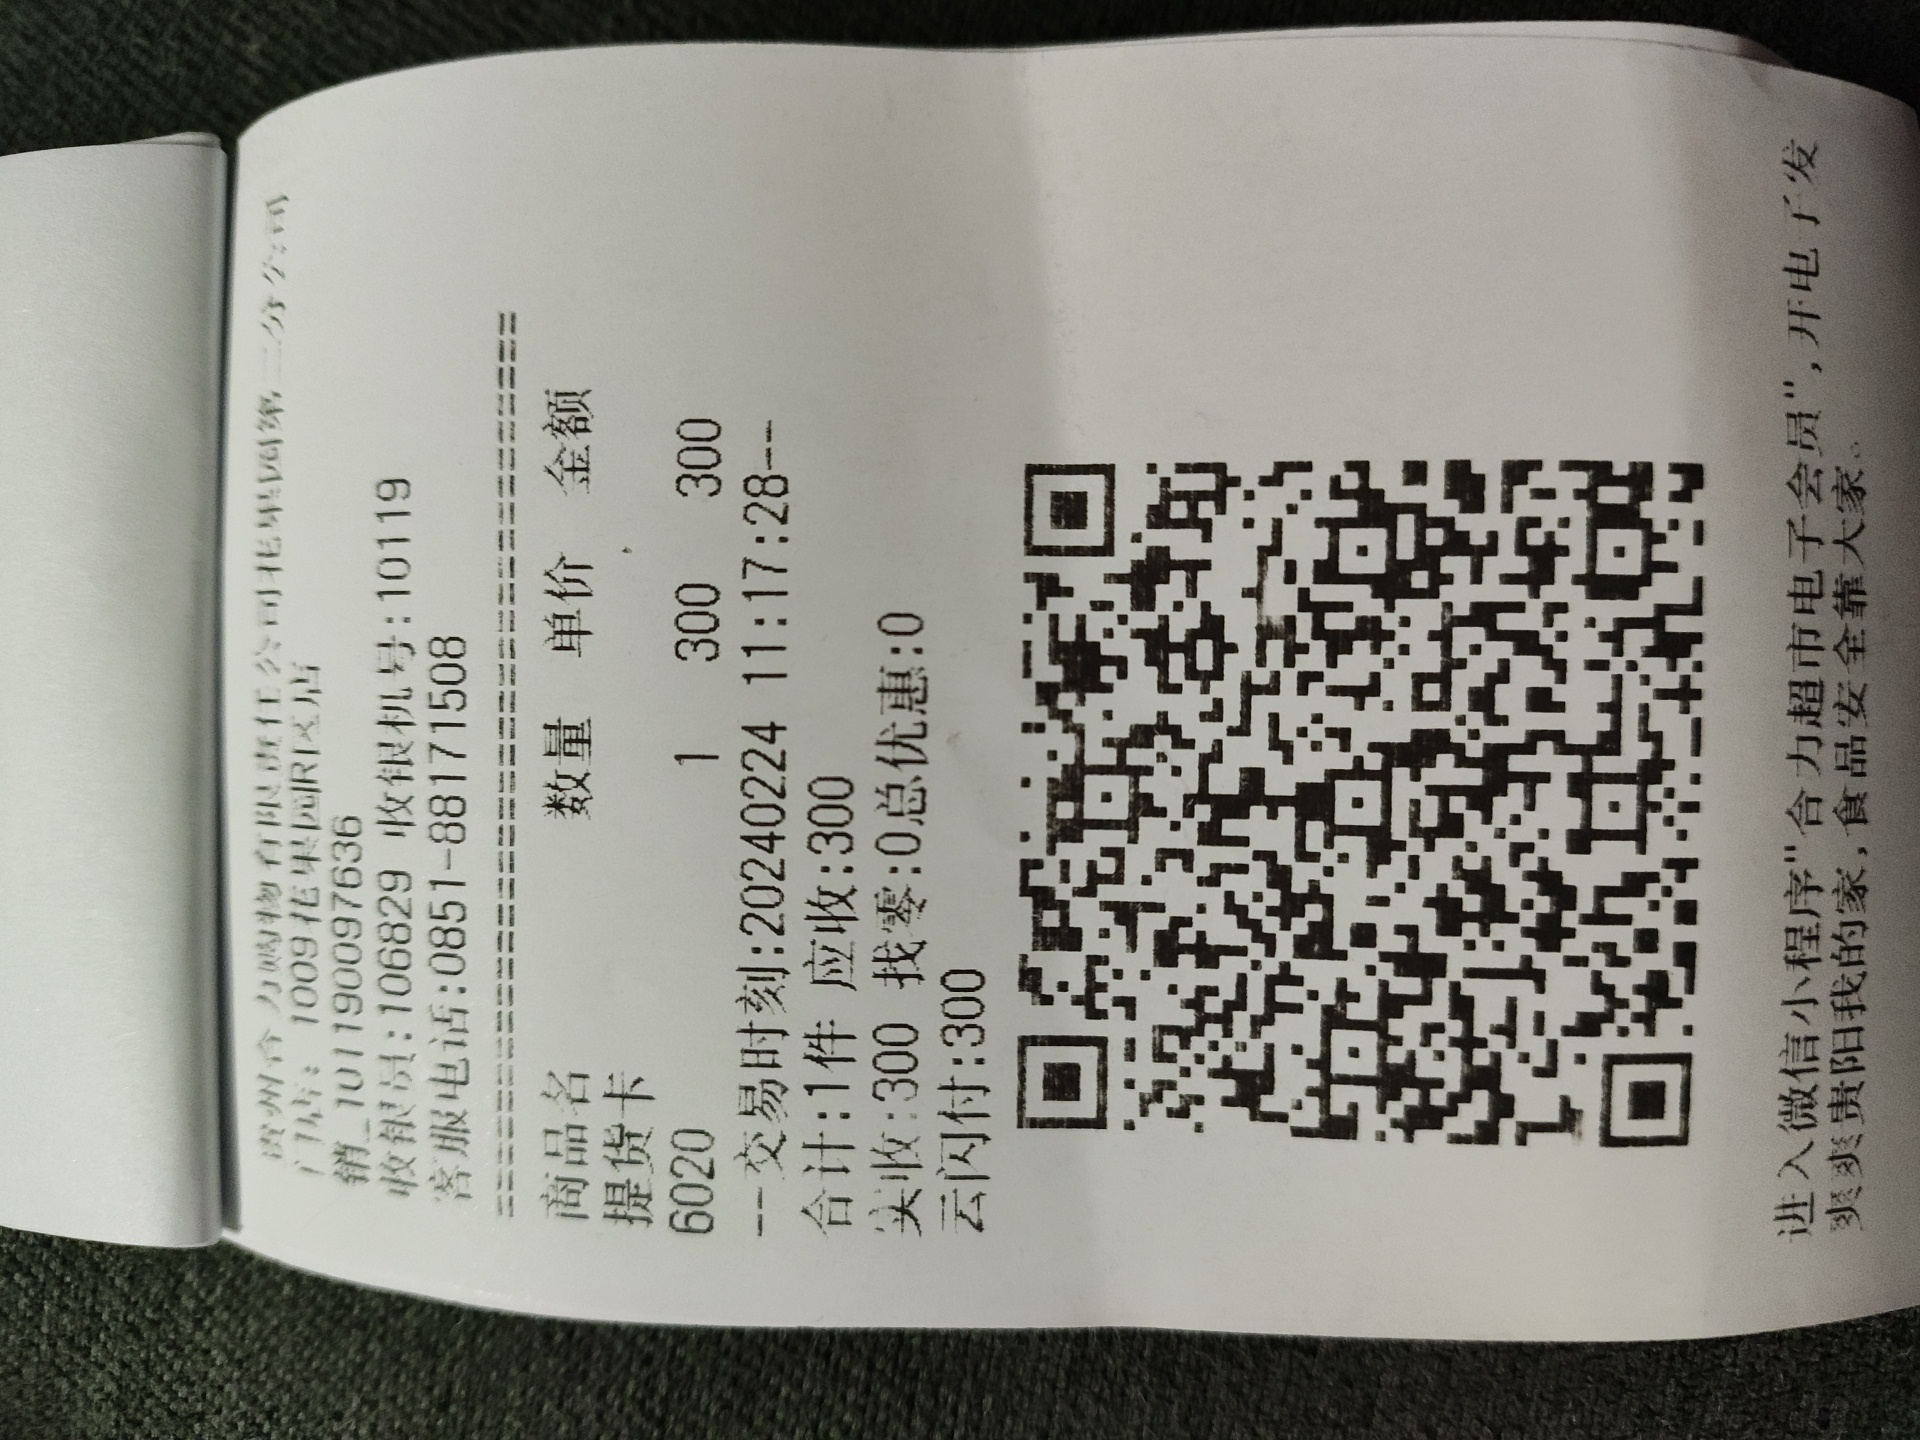 贵州合力购物有限责任公司花果园第二分公司
门店: 1009花果园R区店
销_1011900976​36
收银员:106829 收银机号:10119
客服电话:0851-88171508
================================
商品名 数量 单价 金额
提货卡
6020 1 300 300
--交易时刻:20240224 11:17:28--
合计:1件 应收:300
实收:300 找零:0总优惠:0
云闪付:300
进入微信小程序"合力超市电子会员",开电子发
爽爽贵阳我的家,食品安全靠大家。